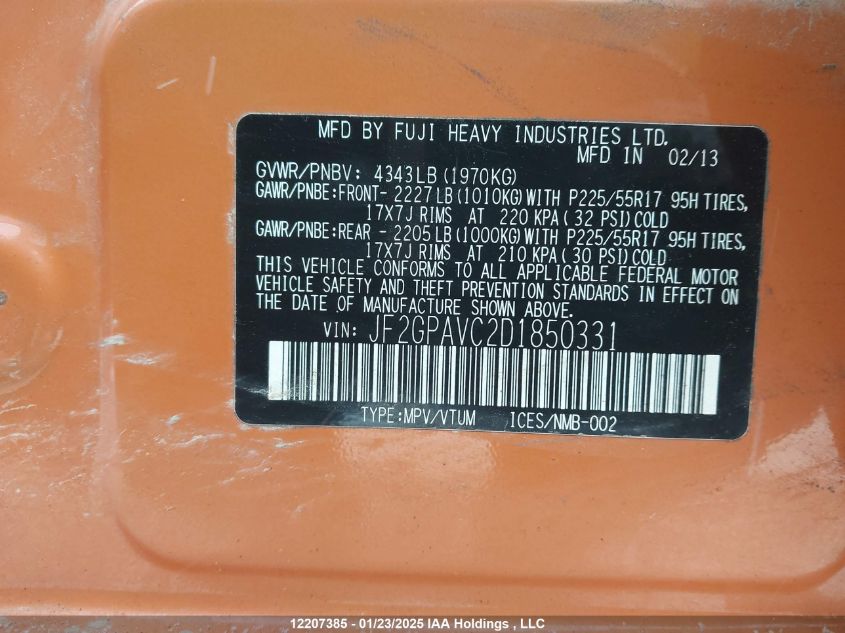 MFD BY FUJI HEAVY INDUSTRIES LTD.
MFD IN 02/13
GVWR/PNBV: 4343LB(1970KG)
GAWR/PNBE:FRONT- 2227LB(1010KG)WITH P225/55R17 95H TIRES,
17X7J RIMS AT 220 KPA( 32 PSI)COLD
GAWR/PNBE:REAR - 2205LB(1000KG)WITH P225/55R17 95H TIRES,
17X7J RIMS AT 210 KPA( 30 PSI)COLD
THIS VEHICLE CONFORMS TO ALL APPLICABLE FEDERAL MOTOR
VEHICLE SAFETY AND THEFT PREVENTION STANDARDS IN EFFECT ON
THE DATE OF MANUFACTURE SHOWN ABOVE.
VIN: JF2GPAVC2D1850331
TYPE:MPV/VTUM ICES/NMB-002
12207385 - 01/23/2025 IAA Holdings , LLC